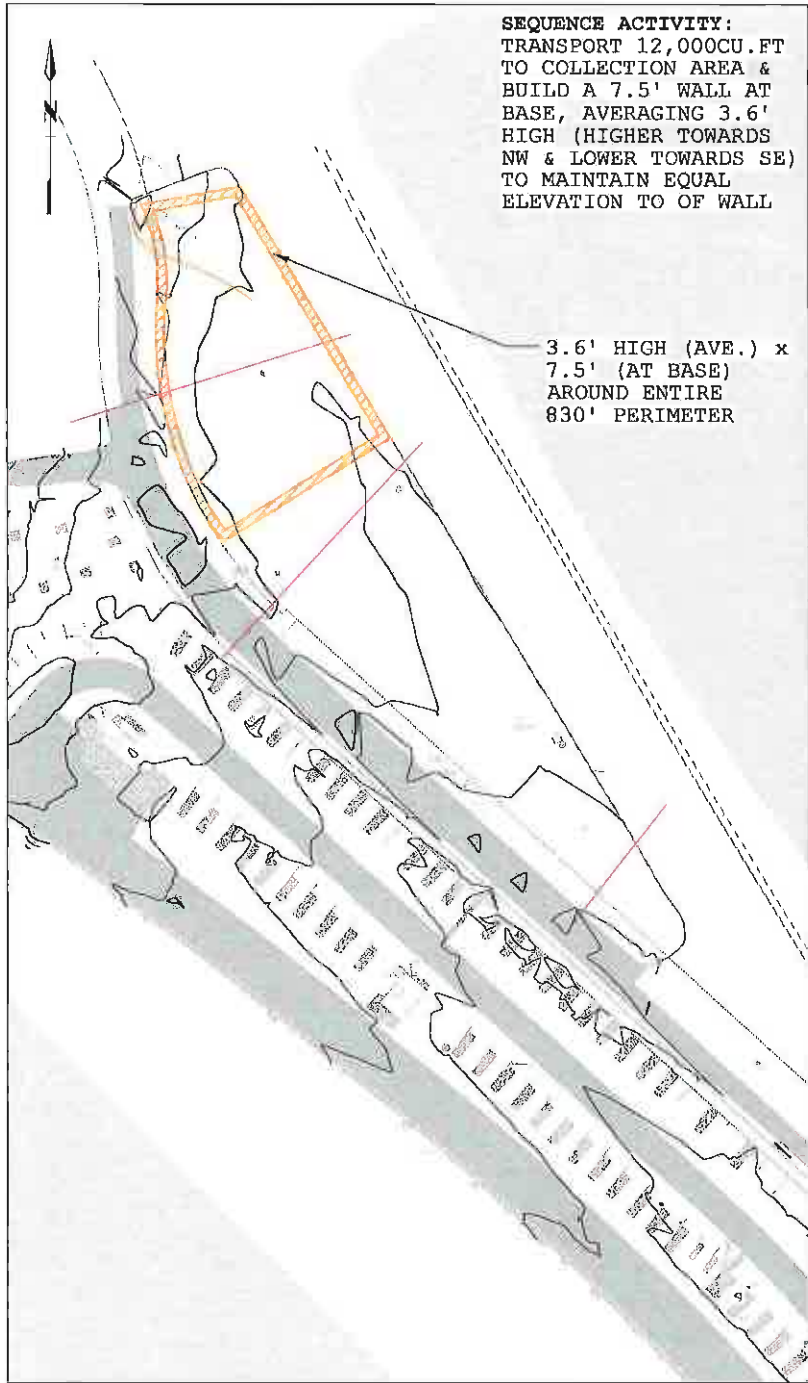 SEQUENCE ACTIVITY:
TRANSPORT 12,000CU.FT
TO COLLECTION AREA &
BUILD A 7.5' WALL AT
BASE, AVERAGING 3.6'
HIGH (HIGHER TOWARDS
NW & LOWER TOWARDS SE)
TO MAINTAIN EQUAL
ELEVATION TO OF WALL
N
3.6' HIGH (AVE.) x
7.5' (AT BASE)
AROUND ENTIRE
830' PERIMETER